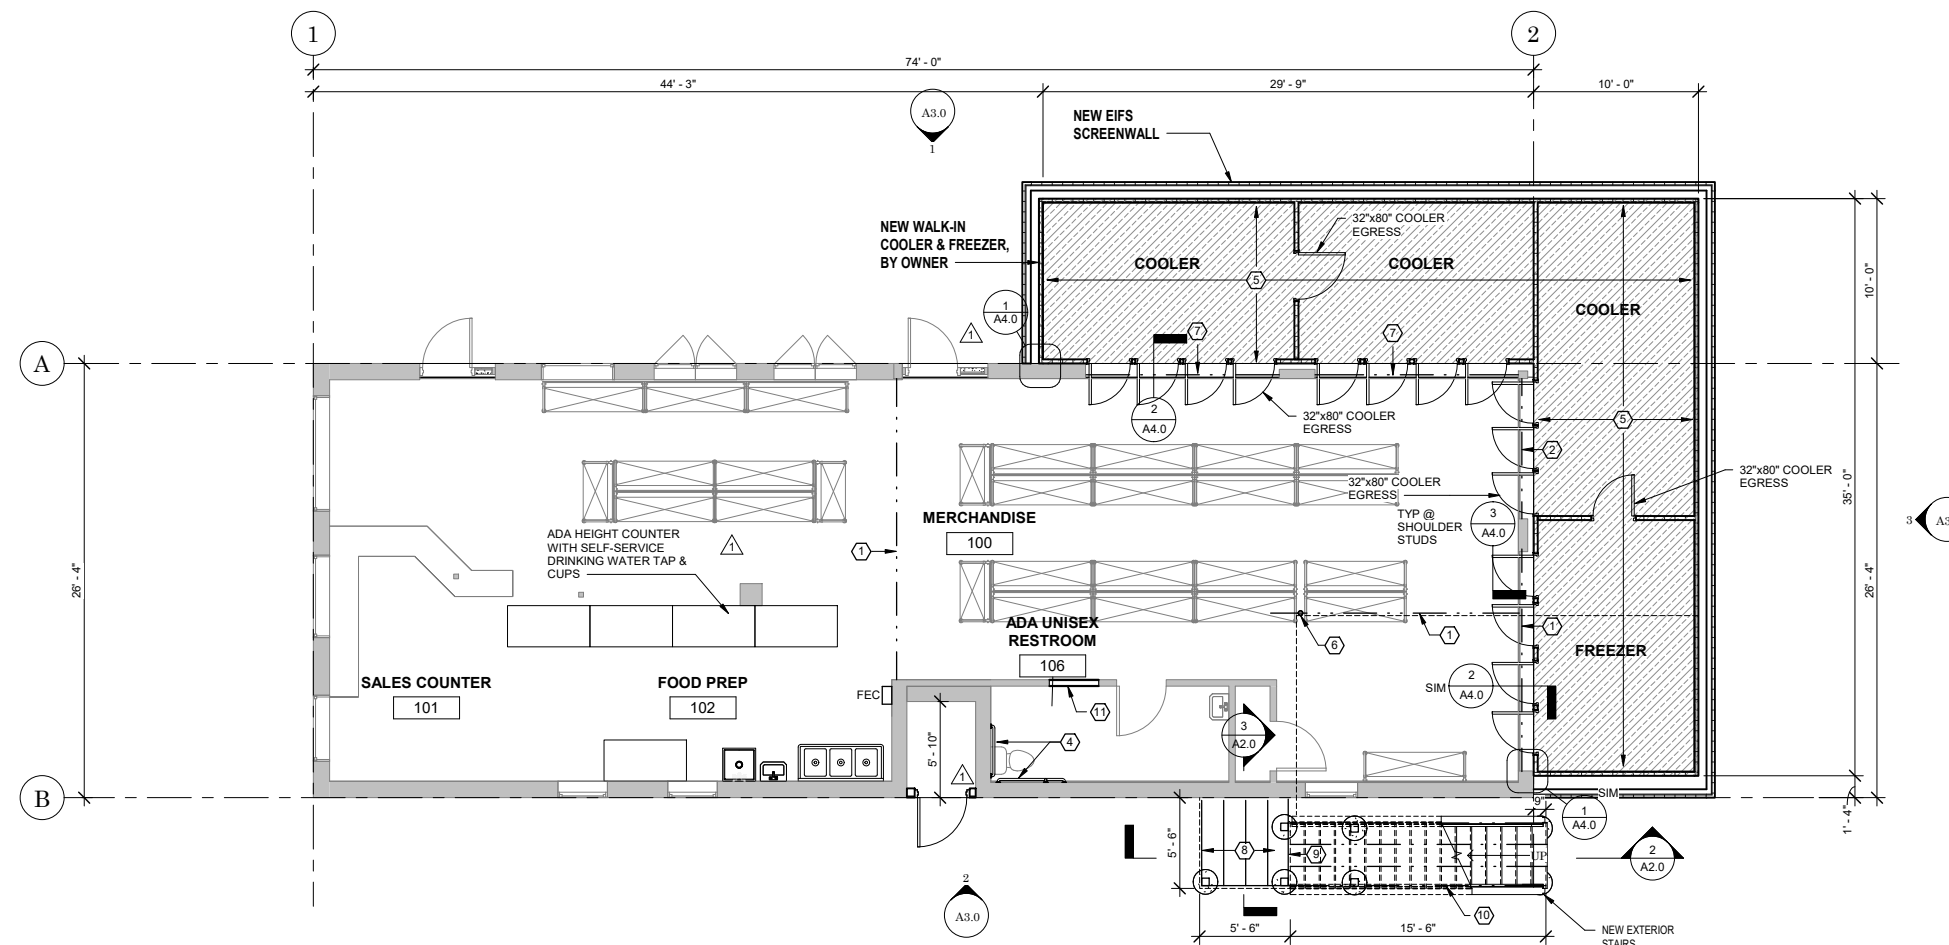 1
2
74' - 0"
44' - 3"
29' - 9"
10' - 0"
A3.0
1
NEW EIFS
SCREENWALL
NEW WALK-IN
COOLER & FREEZER,
BY OWNER
32"x80" COOLER
EGRESS
COOLER
COOLER
COOLER
5
10' - 0"
1
A4.0
1
7
7
A
2
A4.0
32"x80" COOLER
EGRESS
5
2
32"x80" COOLER
EGRESS
32"x80" COOLER
EGRESS
35' - 0"
TYP @
SHOULDER
STUDS
3
A4.0
3
A3
MERCHANDISE
100
ADA HEIGHT COUNTER
WITH SELF-SERVICE
DRINKING WATER TAP &
CUPS
1
1
26' - 4"
26' - 4"
ADA UNISEX
RESTROOM
106
6
1
1
FREEZER
SALES COUNTER
101
FOOD PREP
102
FEC
11
SIM
2
A4.0
5' - 10"
4
3
A2.0
1
B
SIM
9"
1
A4.0
1' - 4"
5' - 6"
8
9
UP
2
A2.0
2
A3.0
10
5' - 6"
15' - 6"
NEW EXTERIOR
STAIRS